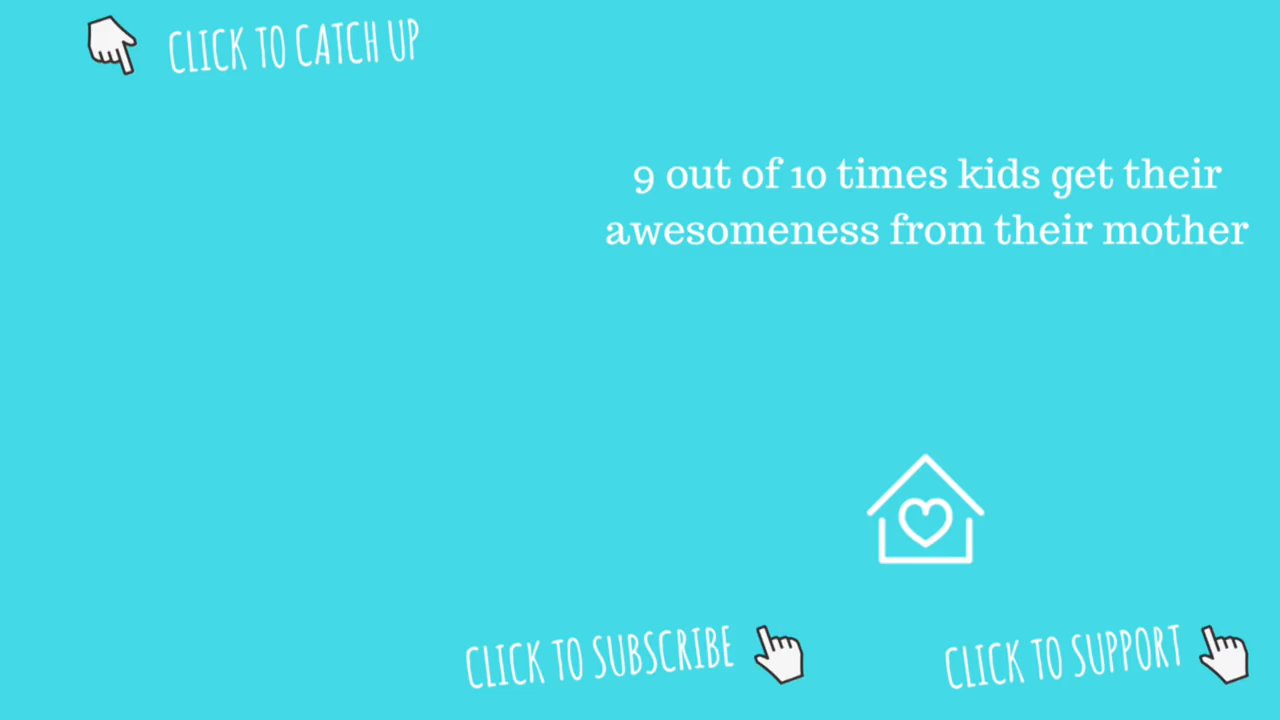 CLICK TO CATCH UP
9 out of 10 times kids get their
awesomeness from their mother
CLICK TO SUBSCRIBE
CLICK TO SUPPORT